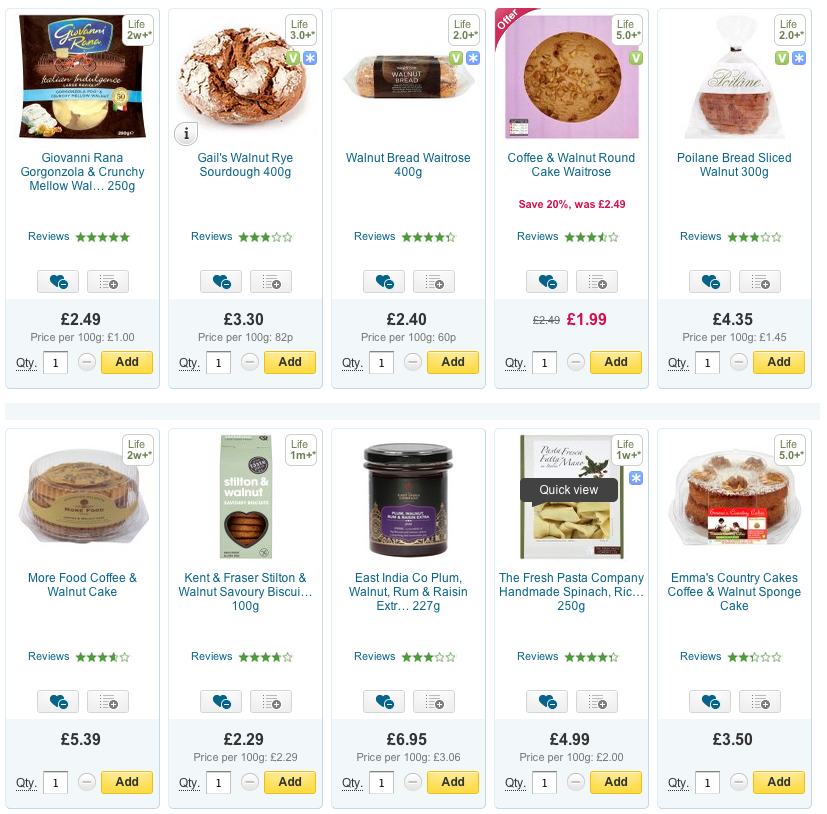 Life
2w+*
Giovanni Rana
Italian Indulgence
LARGE RAVIOLI
GORGONZOLA PDO &
CRUNCHY MELLOW WALNUT
50
250g e
Giovanni Rana
Gorgonzola & Crunchy
Mellow Wal... 250g
Reviews
£2.49
Price per 100g: £1.00
Qty. 1 Add
Life
3.0+*
V
i
Gail's Walnut Rye
Sourdough 400g
Reviews
£3.30
Price per 100g: 82p
Qty. 1 Add
Life
2.0+*
V
WALNUT
BREAD
Walnut Bread Waitrose
400g
Reviews
£2.40
Price per 100g: 60p
Qty. 1 Add
Offer
Life
5.0+*
V
Coffee & Walnut Round
Cake Waitrose
Save 20%, was £2.49
Reviews
£2.49 £1.99
Qty. 1 Add
Life
2.0+*
V
Poilâne
Poilane Bread Sliced
Walnut 300g
Reviews
£4.35
Price per 100g: £1.45
Qty. 1 Add
Life
2w+*
MORE FOOD
More Food Coffee &
Walnut Cake
Reviews
£5.39
Qty. 1 Add
Life
1m+*
stilton &
walnut
SAVOURY BISCUITS
Kent & Fraser Stilton &
Walnut Savoury Biscui...
100g
Reviews
£2.29
Price per 100g: £2.29
Qty. 1 Add
EAST INDIA
COMPANY
PLUM, WALNUT,
RUM & RAISIN EXTRA
East India Co Plum,
Walnut, Rum & Raisin
Extr... 227g
Reviews
£6.95
Price per 100g: £3.06
Qty. 1 Add
Life
1w+*
Pasta Fresca
Fatta Mano
Quick view
The Fresh Pasta Company
Handmade Spinach, Ric...
250g
Reviews
£4.99
Price per 100g: £2.00
Qty. 1 Add
Life
5.0+*
Emma's Country Cakes
Emma's Country Cakes
Coffee & Walnut Sponge
Cake
Reviews
£3.50
Qty. 1 Add